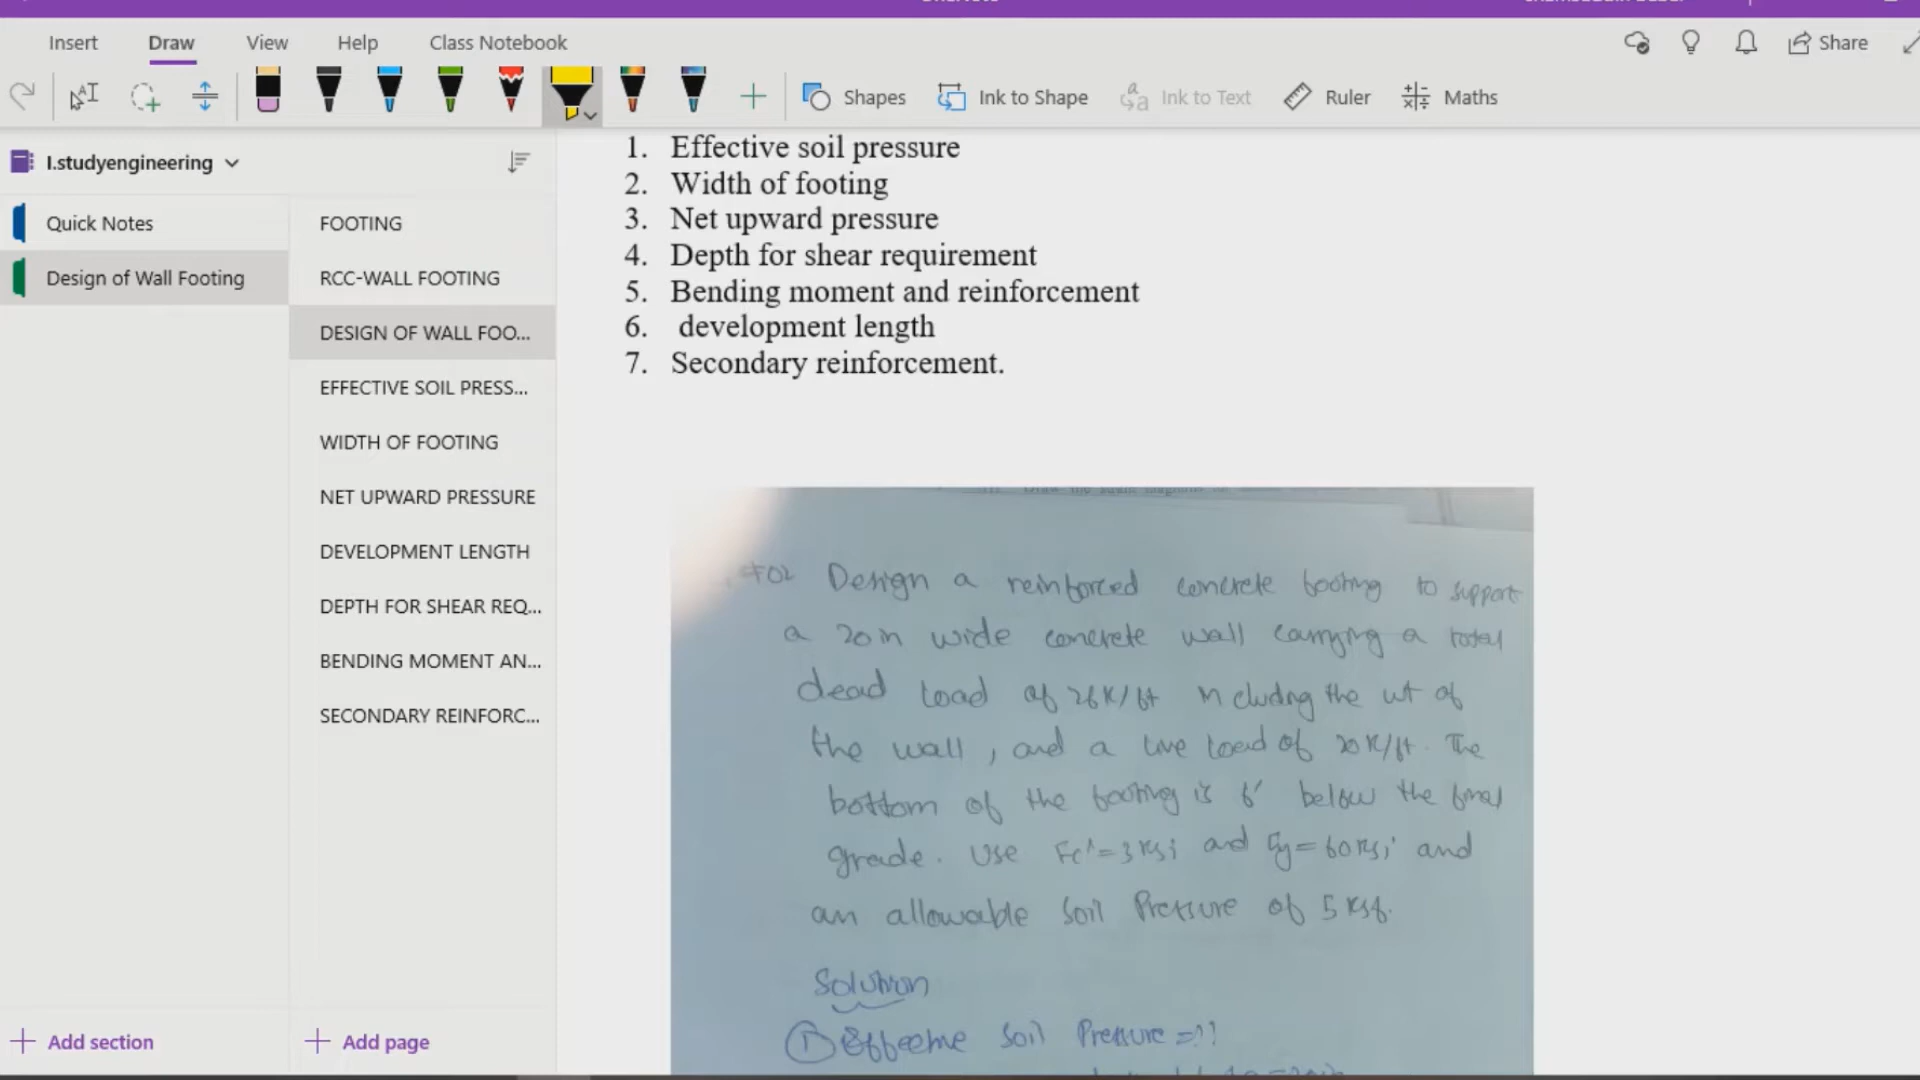 Insert
Draw
View
Help
Class Notebook
Share
Shapes
Ink to Shape
Ink to Text
Ruler
Maths
I.studyengineering
Quick Notes
Design of Wall Footing
FOOTING
RCC-WALL FOOTING
DESIGN OF WALL FOO...
EFFECTIVE SOIL PRESS...
WIDTH OF FOOTING
NET UPWARD PRESSURE
DEVELOPMENT LENGTH
DEPTH FOR SHEAR REQ...
BENDING MOMENT AN...
SECONDARY REINFORC...
Add section
Add page
1. Effective soil pressure
2. Width of footing
3. Net upward pressure
4. Depth for shear requirement
5. Bending moment and reinforcement
6. development length
7. Secondary reinforcement.
Design a reinforced concrete footing to support
a 20in wide concrete wall carrying a total
dead load of 26K/ft including the wt of
the wall, and a live load of 20K/ft. The
bottom of the footing is 6' below the final
grade. Use Fc'=3Ksi and Fy=60Ksi and
an allowable Soil Pressure of 5Ksf.
Solution
① Effective Soil Pressure =??